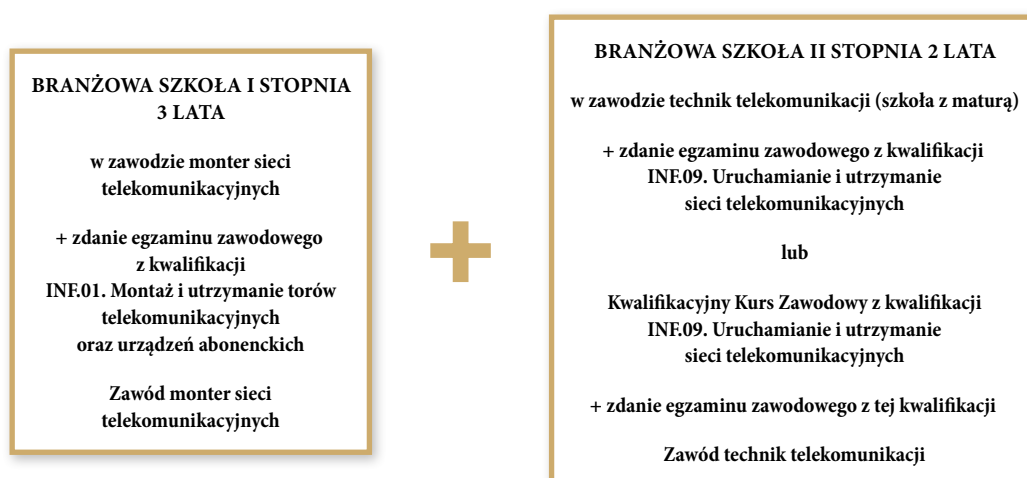 BRANŻOWA SZKOŁA I STOPNIA
3 LATA
w zawodzie monter sieci
telekomunikacyjnych
+ zdanie egzaminu zawodowego
z kwalifikacji
INF.01. Montaż i utrzymanie torów
telekomunikacyjnych
oraz urządzeń abonenckich
Zawód monter sieci
telekomunikacyjnych
+
BRANŻOWA SZKOŁA II STOPNIA 2 LATA
w zawodzie technik telekomunikacji (szkoła z maturą)
+ zdanie egzaminu zawodowego z kwalifikacji
INF.09. Uruchamianie i utrzymanie
sieci telekomunikacyjnych
lub
Kwalifikacyjny Kurs Zawodowy z kwalifikacji
INF.09. Uruchamianie i utrzymanie
sieci telekomunikacyjnych
+ zdanie egzaminu zawodowego z tej kwalifikacji
Zawód technik telekomunikacji